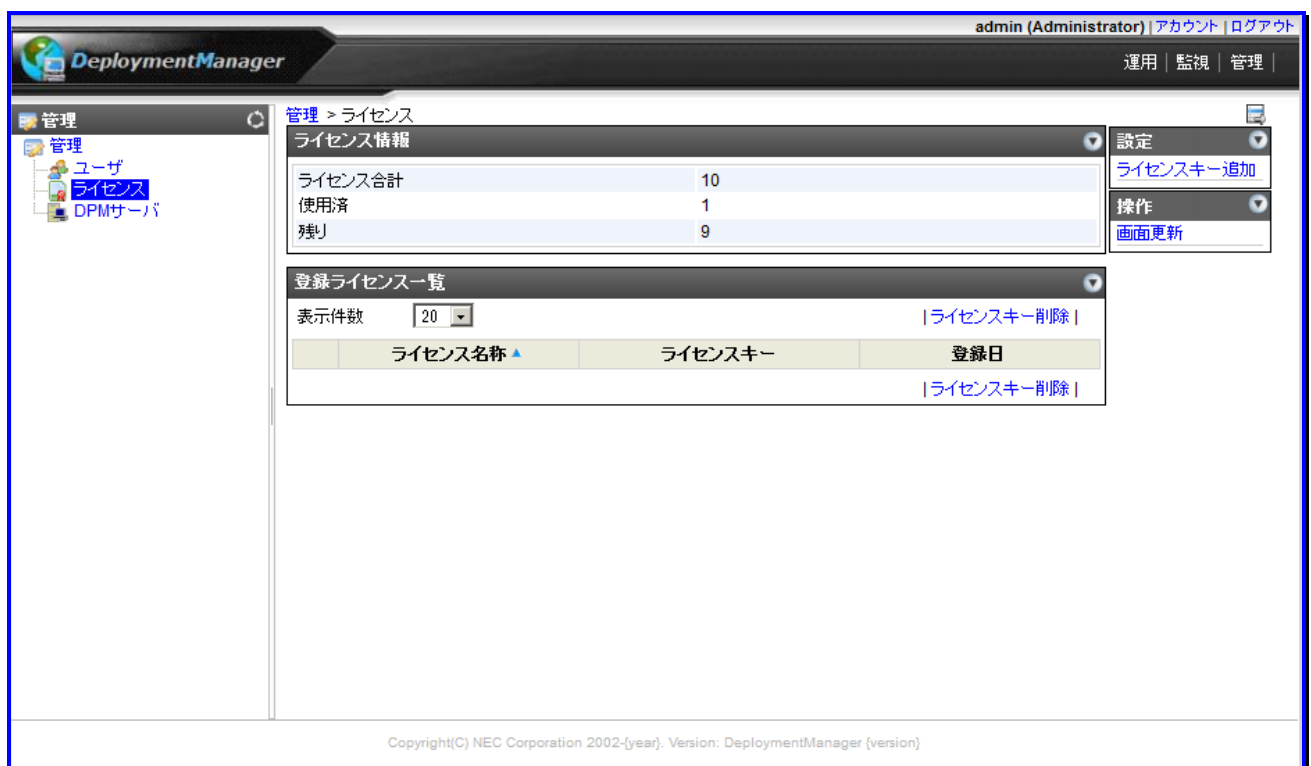 admin (Administrator) | アカウント | ログアウト
DeploymentManager
運用 | 監視 | 管理 |
管理
管理
ユーザ
ライセンス
DPMサーバ
管理 > ライセンス
ライセンス情報
ライセンス合計 10
使用済 1
残り 9
登録ライセンス一覧
表示件数 20 | ライセンスキー削除 |
ライセンス名称▲ ライセンスキー 登録日
| ライセンスキー削除 |
設定
ライセンスキー追加
操作
画面更新
Copyright(C) NEC Corporation 2002-{year}. Version: DeploymentManager {version}